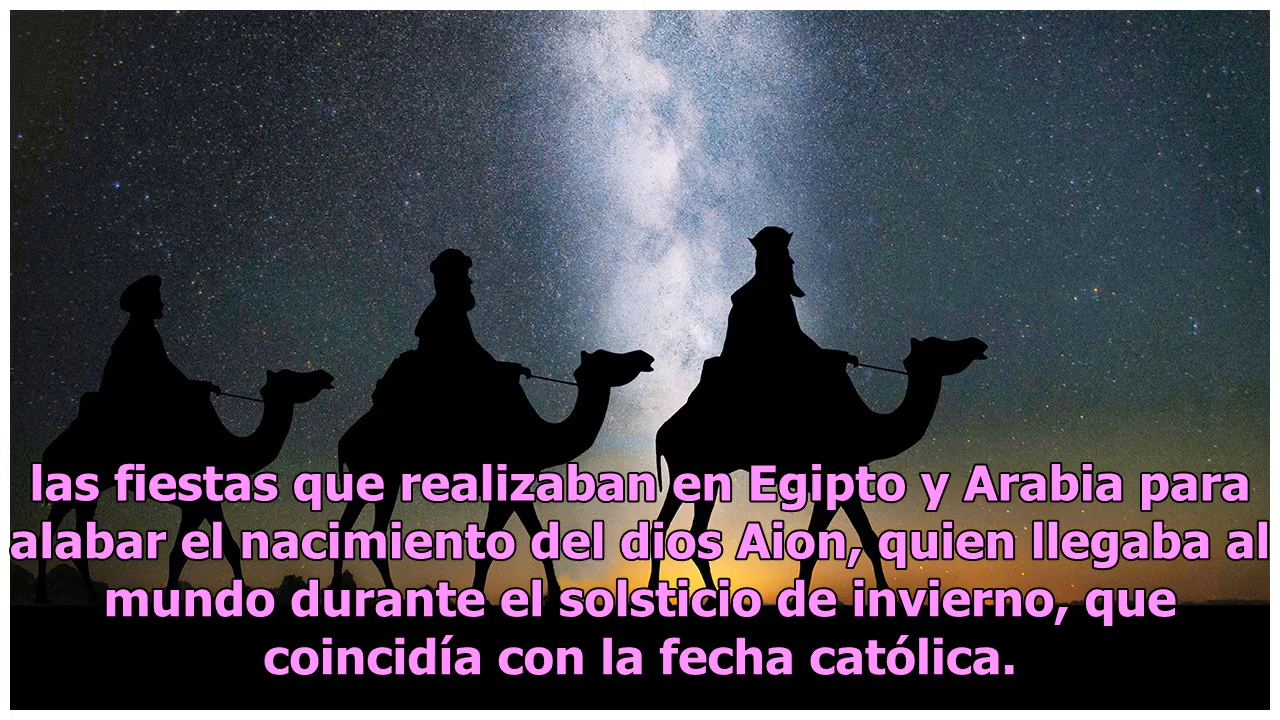 las fiestas que realizaban en Egipto y Arabia para
alabar el nacimiento del dios Aion, quien llegaba al
mundo durante el solsticio de invierno, que
coincidía con la fecha católica.